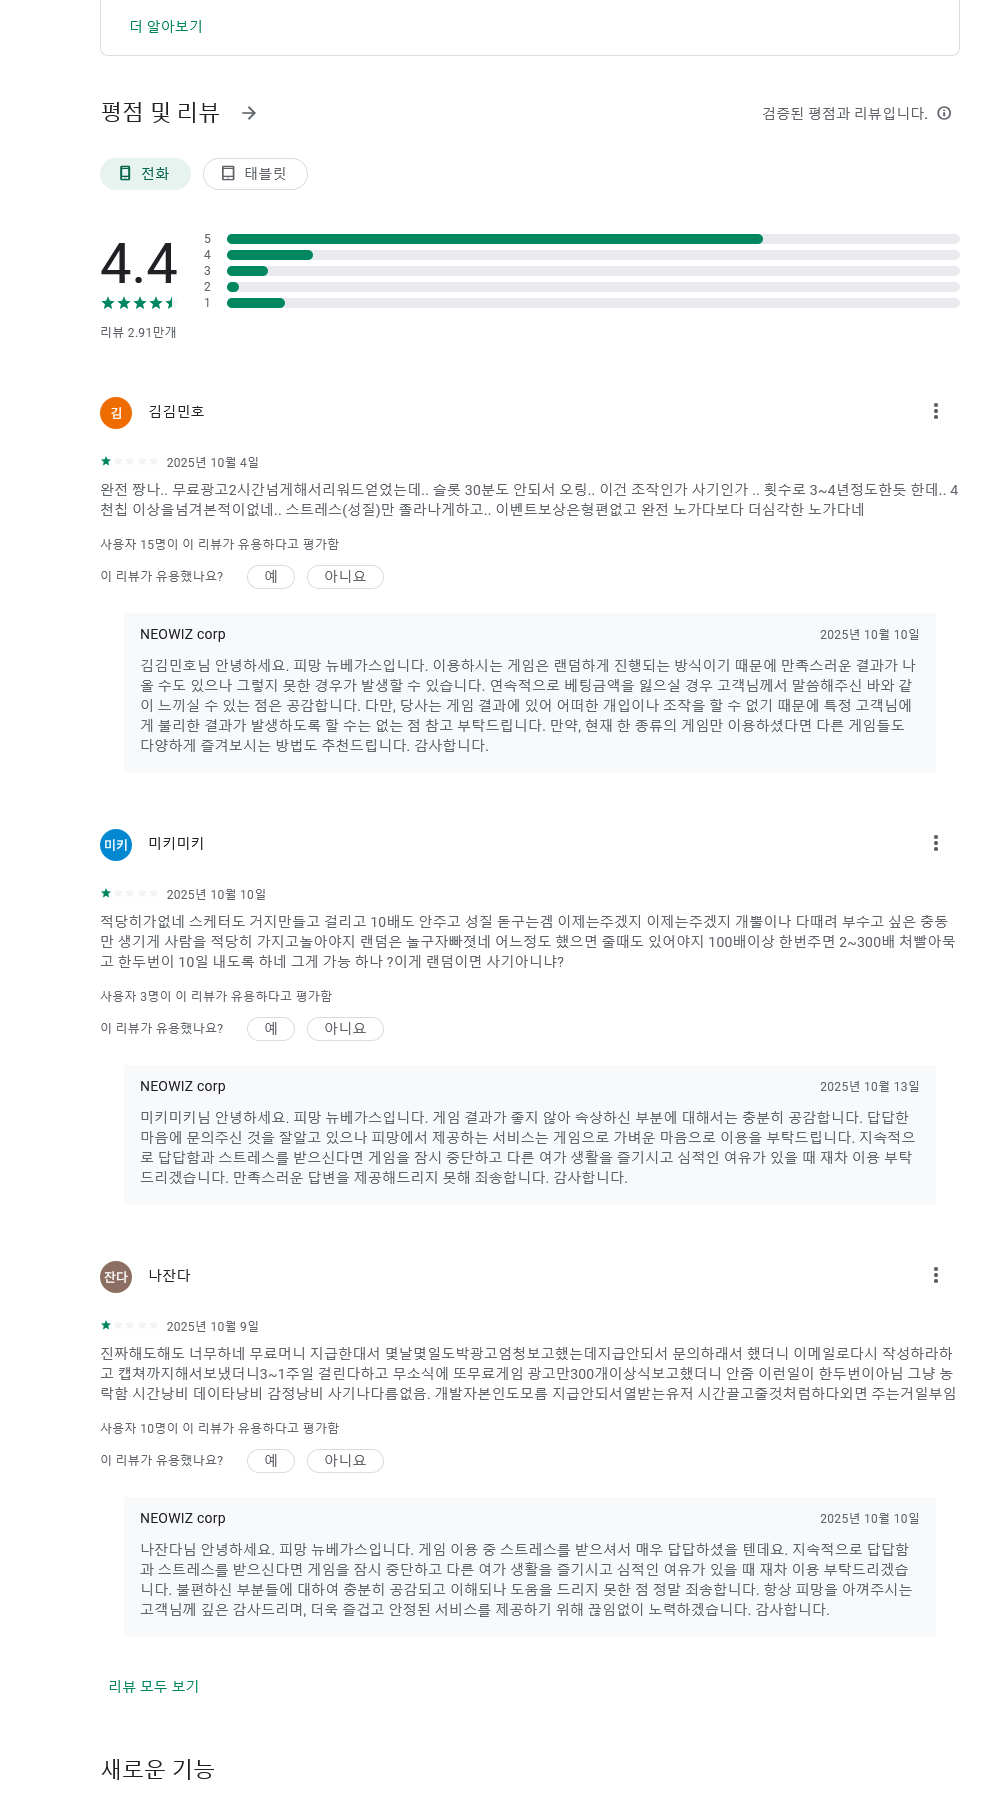 더 알아보기
평점 및 리뷰
검증된 평점과 리뷰입니다.
전화
태블릿
4.4
5
4
3
2
1
리뷰 2.91만개
김
김김민호
2025년 10월 4일
완전 짱나.. 무료광고2시간넘게해서리워드얻었는데.. 슬롯 30분도 안되서 오링.. 이건 조작인가 사기인가 .. 횟수로 3~4년정도한듯 한데.. 4
천칩 이상을넘겨본적이없네.. 스트레스(성질)만 졸라나게하고.. 이벤트보상은형편없고 완전 노가다보다 더심각한 노가다네
사용자 15명이 이 리뷰가 유용하다고 평가함
이 리뷰가 유용했나요?
예
아니요
NEOWIZ corp
2025년 10월 10일
김김민호님 안녕하세요. 피망 뉴베가스입니다. 이용하시는 게임은 랜덤하게 진행되는 방식이기 때문에 만족스러운 결과가 나
올 수도 있으나 그렇지 못한 경우가 발생할 수 있습니다. 연속적으로 베팅금액을 잃으실 경우 고객님께서 말씀해주신 바와 같
이 느끼실 수 있는 점은 공감합니다. 다만, 당사는 게임 결과에 있어 어떠한 개입이나 조작을 할 수 없기 때문에 특정 고객님에
게 불리한 결과가 발생하도록 할 수는 없는 점 참고 부탁드립니다. 만약, 현재 한 종류의 게임만 이용하셨다면 다른 게임들도
다양하게 즐겨보시는 방법도 추천드립니다. 감사합니다.
미키
미키미키
2025년 10월 10일
적당히가없네 스케터도 거지만들고 걸리고 10배도 안주고 성질 돋구는겜 이제는주겠지 이제는주겠지 개뿔이나 다때려 부수고 싶은 충동
만 생기게 사람을 적당히 가지고놀아야지 랜덤은 놀구자빠졋네 어느정도 했으면 줄때도 있어야지 100배이상 한번주면 2~300배 처빨아묵
고 한두번이 10일 내도록 하네 그게 가능 하나 ?이게 랜덤이면 사기아니냐?
사용자 3명이 이 리뷰가 유용하다고 평가함
이 리뷰가 유용했나요?
예
아니요
NEOWIZ corp
2025년 10월 13일
미키미키님 안녕하세요. 피망 뉴베가스입니다. 게임 결과가 좋지 않아 속상하신 부분에 대해서는 충분히 공감합니다. 답답한
마음에 문의주신 것을 잘알고 있으나 피망에서 제공하는 서비스는 게임으로 가벼운 마음으로 이용을 부탁드립니다. 지속적으
로 답답함과 스트레스를 받으신다면 게임을 잠시 중단하고 다른 여가 생활을 즐기시고 심적인 여유가 있을 때 재차 이용 부탁
드리겠습니다. 만족스러운 답변을 제공해드리지 못해 죄송합니다. 감사합니다.
잔다
나잔다
2025년 10월 9일
진짜해도해도 너무하네 무료머니 지급한대서 몇날몇일도박광고엄청보고했는데지급안되서 문의하래서 했더니 이메일로다시 작성하라하
고 캡쳐까지해서보냈더니3~1주일 걸린다하고 무소식에 또무료게임 광고만300개이상식보고했더니 안줌 이런일이 한두번이아님 그냥 농
락함 시간낭비 데이타낭비 감정낭비 사기나다름없음. 개발자본인도모름 지급안되서열받는유저 시간끌고줄것처럼하다외면 주는거일부임
사용자 10명이 이 리뷰가 유용하다고 평가함
이 리뷰가 유용했나요?
예
아니요
NEOWIZ corp
2025년 10월 10일
나잔다님 안녕하세요. 피망 뉴베가스입니다. 게임 이용 중 스트레스를 받으셔서 매우 답답하셨을 텐데요. 지속적으로 답답함
과 스트레스를 받으신다면 게임을 잠시 중단하고 다른 여가 생활을 즐기시고 심적인 여유가 있을 때 재차 이용 부탁드리겠습
니다. 불편하신 부분들에 대하여 충분히 공감되고 이해되나 도움을 드리지 못한 점 정말 죄송합니다. 항상 피망을 아껴주시는
고객님께 깊은 감사드리며, 더욱 즐겁고 안정된 서비스를 제공하기 위해 끊임없이 노력하겠습니다. 감사합니다.
리뷰 모두 보기
새로운 기능